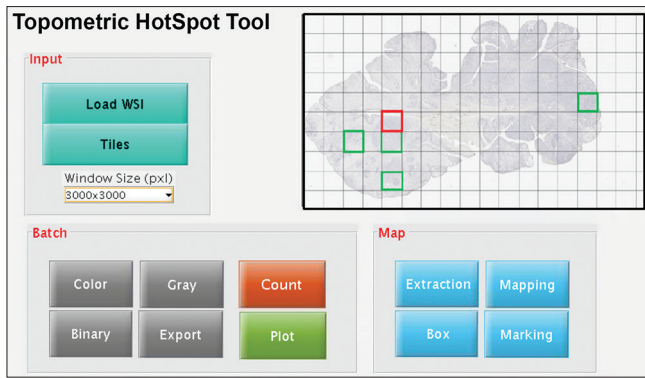 Topometric HotSpot Tool
Input
Load WSI
Tiles
Window Size (pxl)
3000x3000
Batch
Color
Gray
Count
Binary
Export
Plot
Map
Extraction
Mapping
Box
Marking